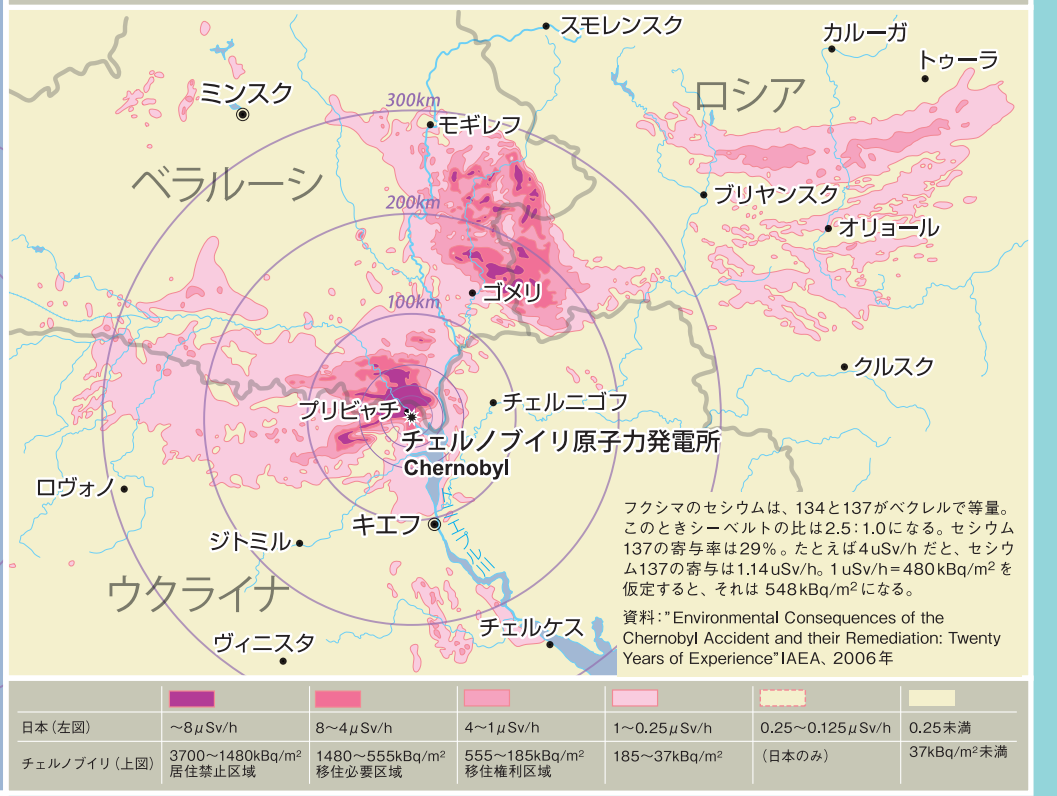 スモレンスク
カルーガ
トゥーラ
ロシア
ミンスク
300km
モギレフ
ベラルーシ
ブリヤンスク
200km
オリョール
ゴメリ
100km
クルスク
プリピャチ
チェルニゴフ
チェルノブイリ原子力発電所
Chernobyl
ロヴォノ
キエフ
ジトミル
ウクライナ
チェルケス
ヴィニスタ
フクシマのセシウムは、134と137がベクレルで等量。
このときシーベルトの比は2.5:1.0になる。セシウム
137の寄与率は29%。たとえば4uSv/h だと、セシウ
ム137の寄与は1.14uSv/h。1uSv/h=480kBq/m²を
仮定すると、それは 548kBq/m²になる。
資料:"Environmental Consequences of the
Chernobyl Accident and their Remediation: Twenty
Years of Experience"IAEA、2006年
日本(左図) ～8μSv/h 8～4μSv/h 4～1μSv/h 1～0.25μSv/h 0.25～0.125μSv/h 0.25未満
チェルノブイリ(上図) 3700～1480kBq/m² 居住禁止区域 1480～555kBq/m² 移住必要区域 555～185kBq/m² 移住権利区域 185～37kBq/m² (日本のみ) 37kBq/m²未満